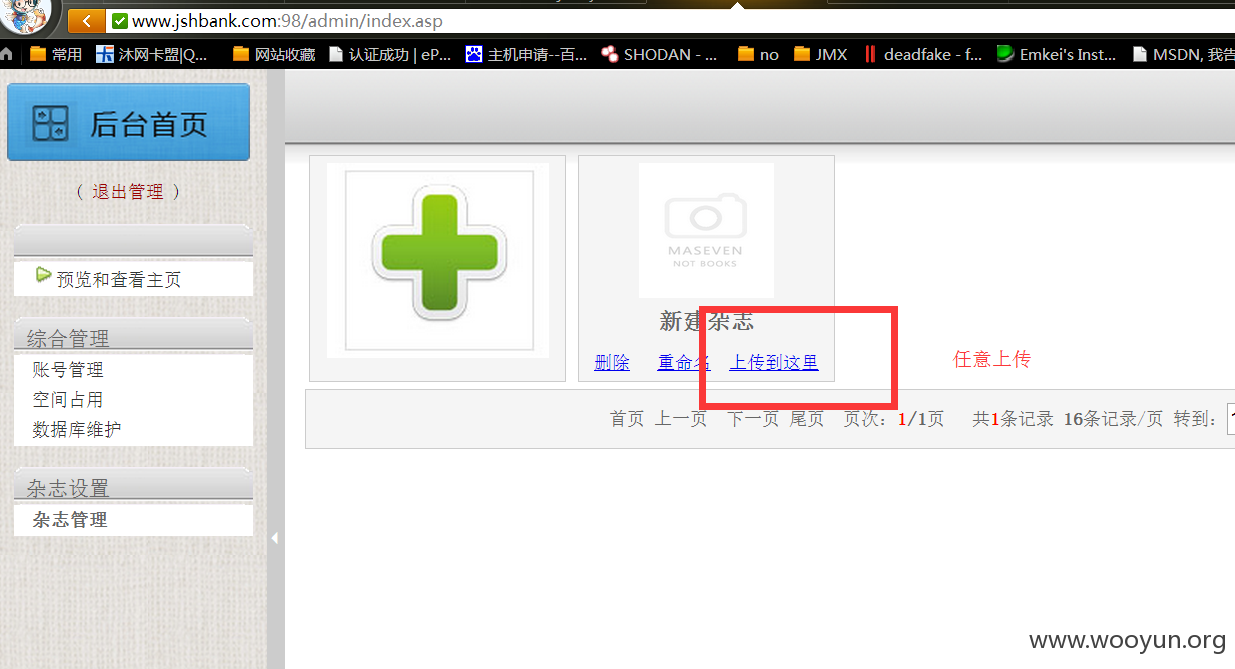 www.jshbank.com:98/admin/index.asp
常用 沐网卡盟|Q... 网站收藏 认证成功 | eP... 主机申请--百... SHODAN - ... no JMX deadfake - f... Emkei's Inst... MSDN, 我告
后台首页
（ 退出管理 ）
预览和查看主页
综合管理
账号管理
空间占用
数据库维护
杂志设置
杂志管理
MASEVEN
NOT BOOKS
新建杂志
删除 重命名 上传到这里
任意上传
首页 上一页 下一页 尾页 页次：1/1页 共1条记录 16条记录/页 转到：
www.wooyun.org